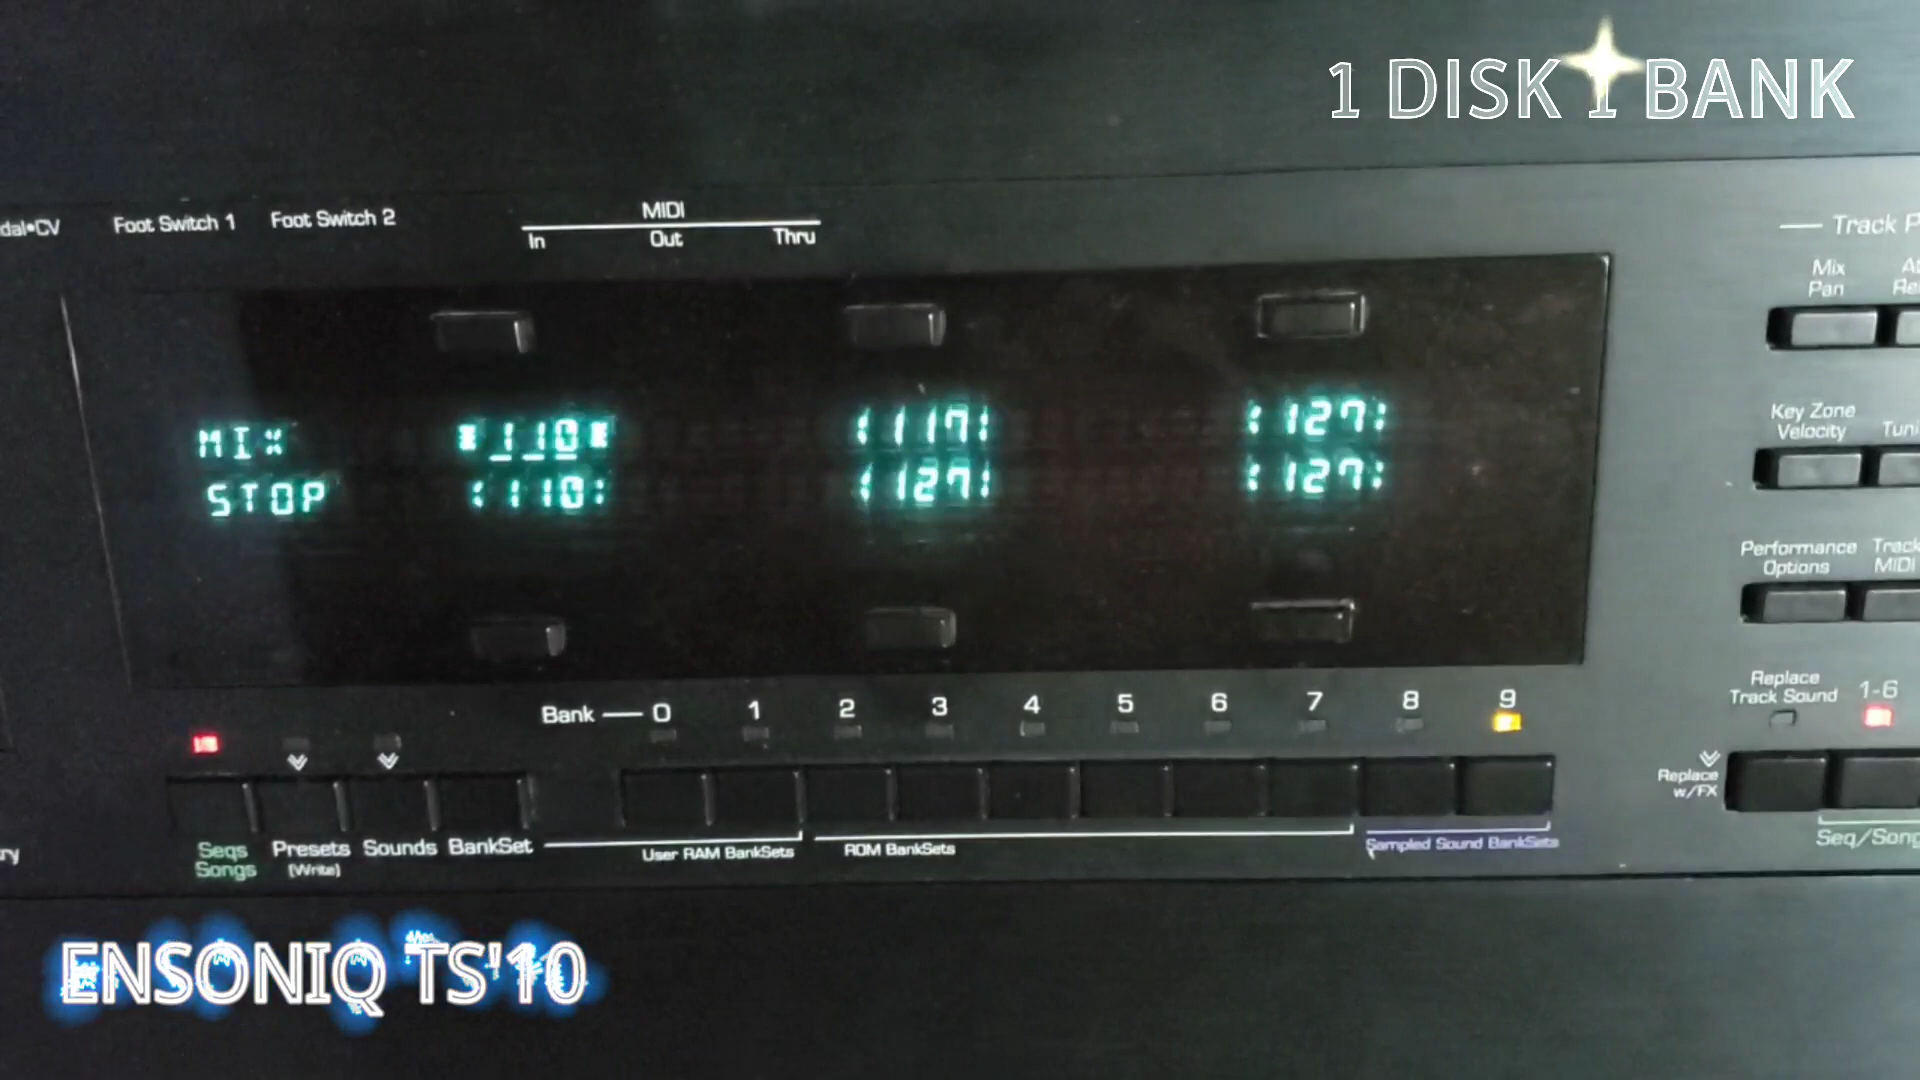 1 DISK 1 BANK
Foot Switch 1 Foot Switch 2
MIDI
In Out Thru
Track
Mix
Pan
Key Zone
Velocity
MIX *110* 117 127
STOP 110 127 127
Performance
Options
Track
MIDI
Replace
Track Sound
1-6
Bank 0 1 2 3 4 5 6 7 8 9
Replace
w/FX
Seqs
Songs
Presets
(Write)
Sounds BankSet
User RAM BankSets ROM BankSets Sampled Sound BankSets
Seq/Song
ENSONIQ TS'10